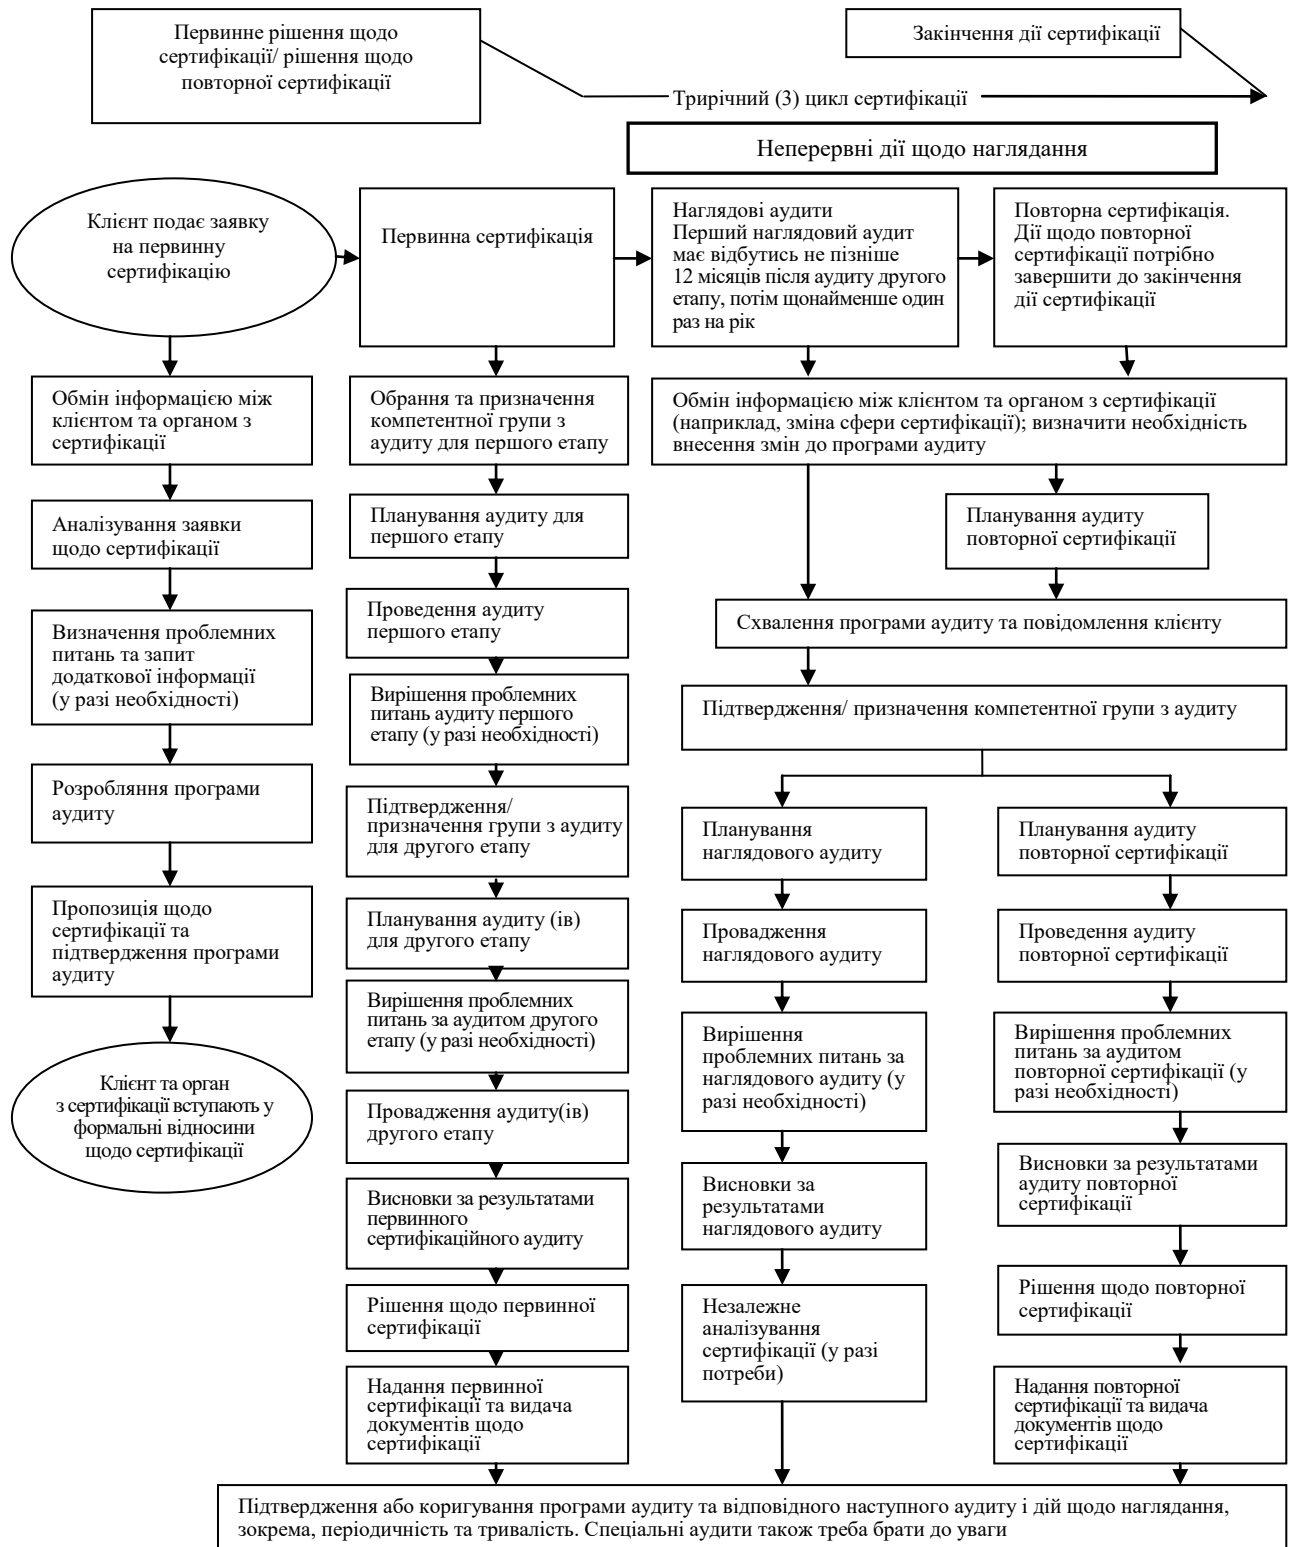 Первинне рішення щодо
сертифікації/ рішення щодо
повторної сертифікації
Закінчення дії сертифікації
Трирічний (3) цикл сертифікації
Неперервні дії щодо наглядання
Клієнт подає заявку
на первинну
сертифікацію
Первинна сертифікація
Наглядові аудити
Перший наглядовий аудит
має відбутись не пізніше
12 місяців після аудиту другого
етапу, потім щонайменше один
раз на рік
Повторна сертифікація.
Дії щодо повторної
сертифікації потрібно
завершити до закінчення
дії сертифікації
Обмін інформацією між
клієнтом та органом з
сертифікації
Аналізування заявки
щодо сертифікації
Визначення проблемних
питань та запит
додаткової інформації
(у разі необхідності)
Розробляння програми
аудиту
Пропозиція щодо
сертифікації та
підтвердження програми
аудиту
Клієнт та орган
з сертифікації вступають у
формальні відносини
щодо сертифікації
Обрання та призначення
компетентної групи з
аудиту для першого етапу
Планування аудиту для
першого етапу
Проведення аудиту
першого етапу
Вирішення проблемних
питань аудиту першого
етапу (у разі необхідності)
Підтвердження/
призначення групи з аудиту
для другого етапу
Планування аудиту (ів)
для другого етапу
Вирішення проблемних
питань за аудитом другого
етапу (у разі необхідності)
Провадження аудиту(ів)
другого етапу
Висновки за результатами
первинного
сертифікаційного аудиту
Рішення щодо первинної
сертифікації
Надання первинної
сертифікації та видача
документів щодо
сертифікації
Обмін інформацією між клієнтом та органом з сертифікації
(наприклад, зміна сфери сертифікації); визначити необхідність
внесення змін до програми аудиту
Планування аудиту
повторної сертифікації
Схвалення програми аудиту та повідомлення клієнту
Підтвердження/ призначення компетентної групи з аудиту
Планування
наглядового аудиту
Провадження
наглядового аудиту
Вирішення
проблемних питань за
наглядового аудиту (у
разі необхідності)
Висновки за
результатами
наглядового аудиту
Незалежне
аналізування
сертифікації (у разі
потреби)
Планування аудиту
повторної сертифікації
Проведення аудиту
повторної сертифікації
Вирішення проблемних
питань за аудитом
повторної сертифікації (у
разі необхідності)
Висновки за результатами
аудиту повторної
сертифікації
Рішення щодо повторної
сертифікації
Надання повторної
сертифікації та видача
документів щодо
сертифікації
Підтвердження або коригування програми аудиту та відповідного наступного аудиту і дій щодо наглядання,
зокрема, періодичність та тривалість. Спеціальні аудити також треба брати до уваги